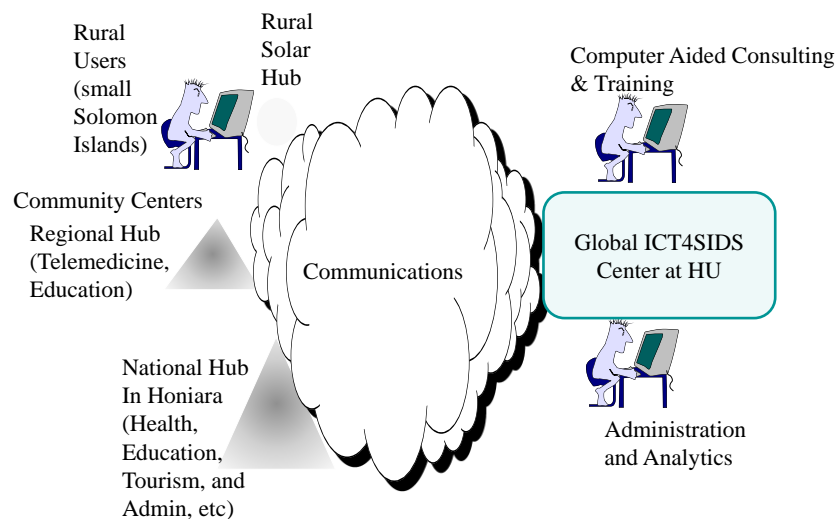 Rural
Users
(small
Solomon
Islands)
Rural
Solar
Hub
Computer Aided Consulting
& Training
Community Centers
Regional Hub
(Telemedicine,
Education)
Communications
Global ICT4SIDS
Center at HU
National Hub
In Honiara
(Health,
Education,
Tourism, and
Admin, etc)
Administration
and Analytics